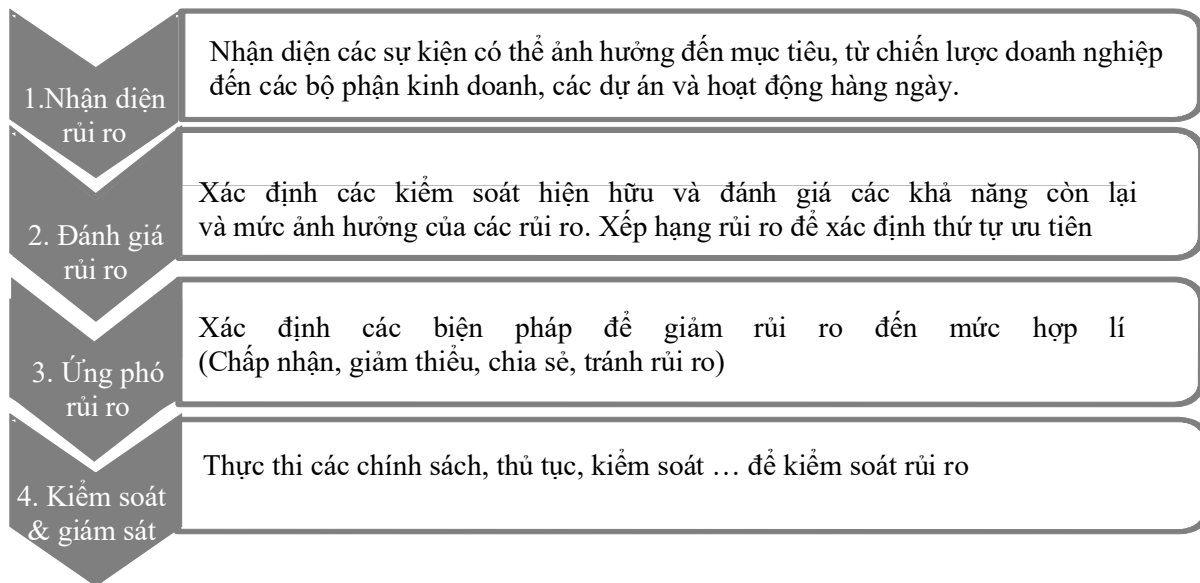 1.Nhận diện
rủi ro
Nhận diện các sự kiện có thể ảnh hưởng đến mục tiêu, từ chiến lược doanh nghiệp
đến các bộ phận kinh doanh, các dự án và hoạt động hàng ngày.
2. Đánh giá
rủi ro
Xác định các kiểm soát hiện hữu và đánh giá các khả năng còn lại
và mức ảnh hưởng của các rủi ro. Xếp hạng rủi ro để xác định thứ tự ưu tiên
3. Ứng phó
rủi ro
Xác định các biện pháp để giảm rủi ro đến mức hợp lí
(Chấp nhận, giảm thiểu, chia sẻ, tránh rủi ro)
4. Kiểm soát
& giám sát
Thực thi các chính sách, thủ tục, kiểm soát … để kiểm soát rủi ro